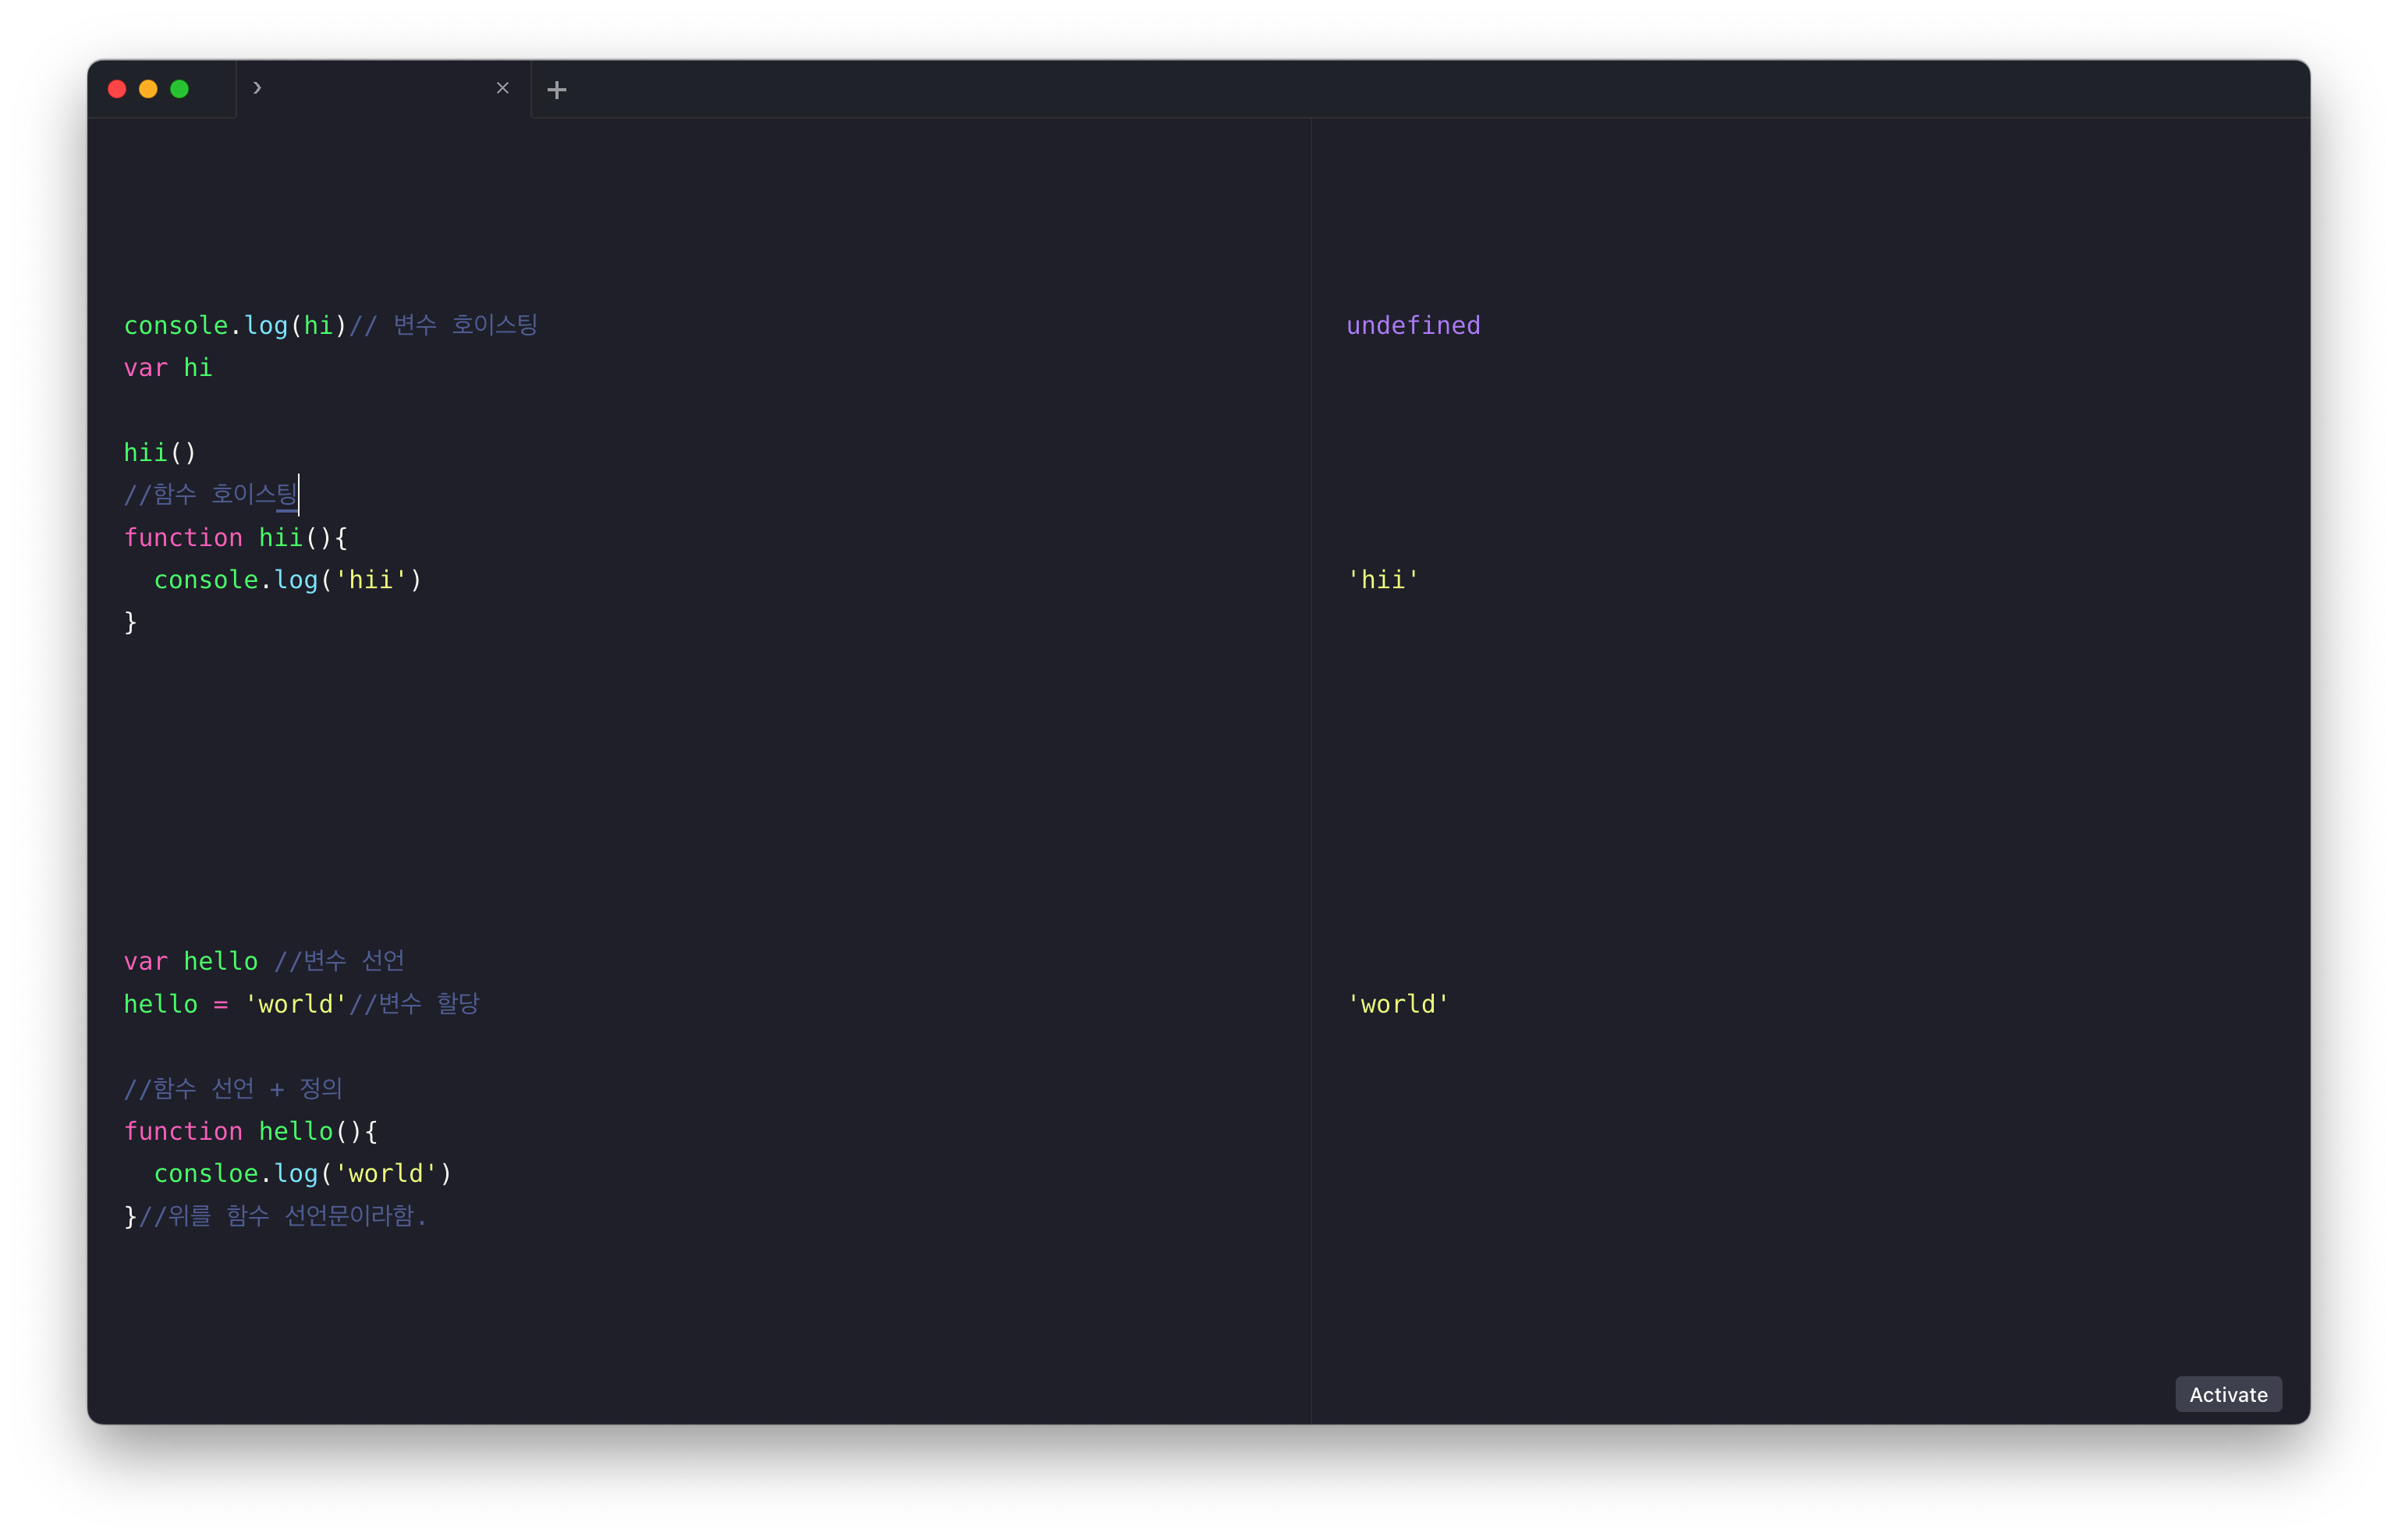 console.log(hi)// 변수 호이스팅
undefined
var hi
hii()
//함수 호이스팅
function hii(){
console.log('hii')
'hii'
}
var hello //변수 선언
hello = 'world'//변수 할당
'world'
//함수 선언 + 정의
function hello(){
consloe.log('world')
}//위를 함수 선언문이라함.
Activate